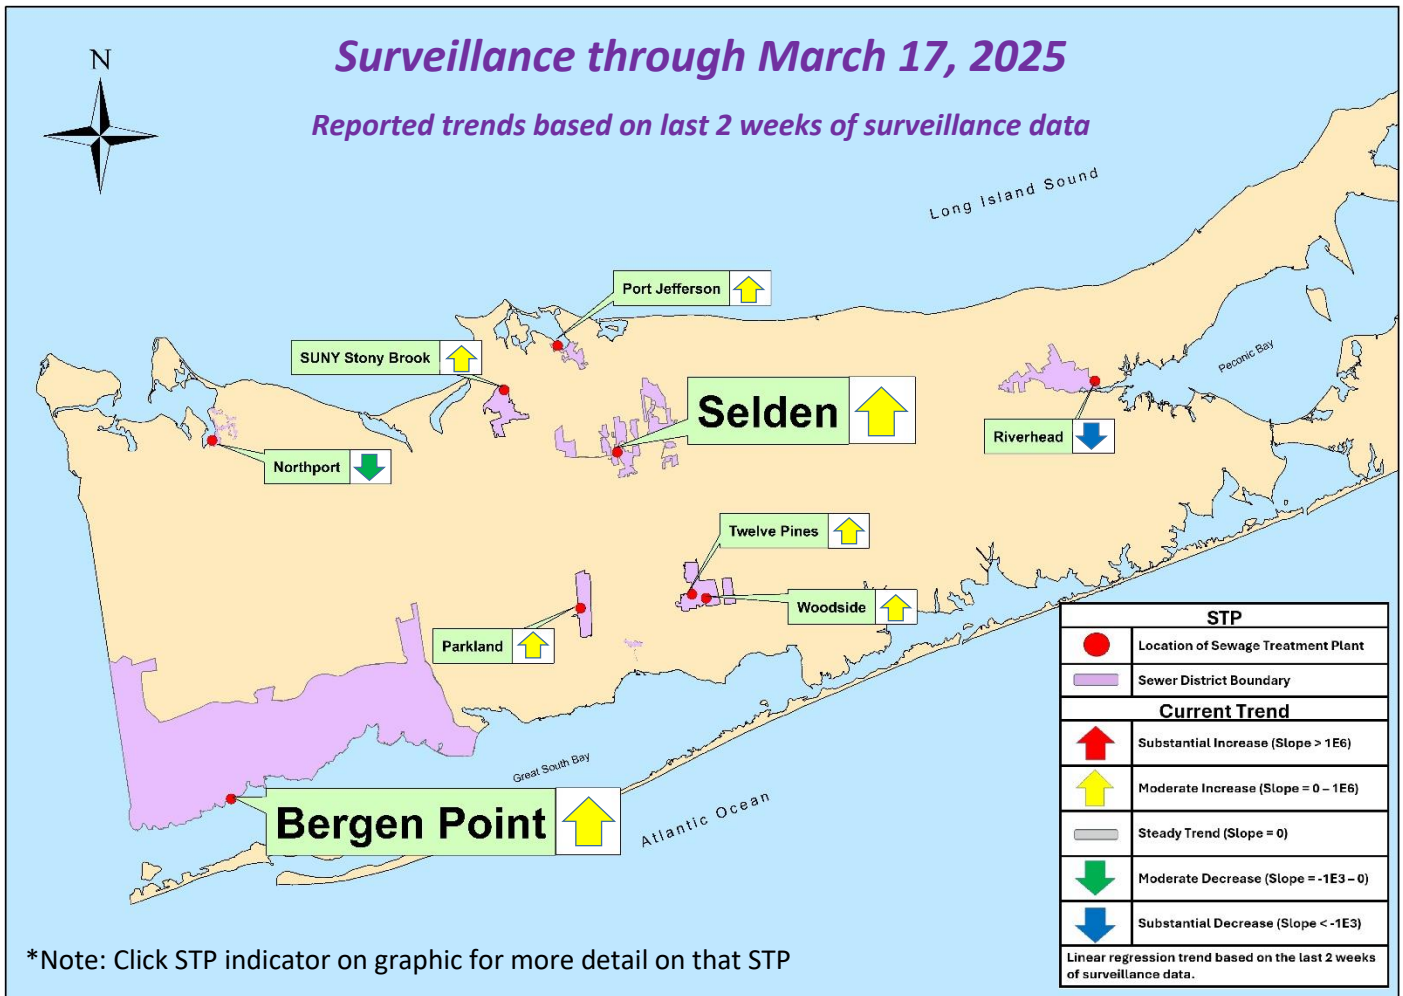 Surveillance through March 17, 2025
Reported trends based on last 2 weeks of surveillance data
N
Long Island Sound
Port Jefferson
SUNY Stony Brook
Peconic Bay
Selden
Riverhead
Northport
Twelve Pines
Woodside
Parkland
Great South Bay
Bergen Point
Atlantic Ocean
STP
Location of Sewage Treatment Plant
Sewer District Boundary
Current Trend
Substantial Increase (Slope > 1E6)
Moderate Increase (Slope = 0 – 1E6)
Steady Trend (Slope = 0)
Moderate Decrease (Slope = -1E3 – 0)
Substantial Decrease (Slope < -1E3)
Linear regression trend based on the last 2 weeks
of surveillance data.
*Note: Click STP indicator on graphic for more detail on that STP